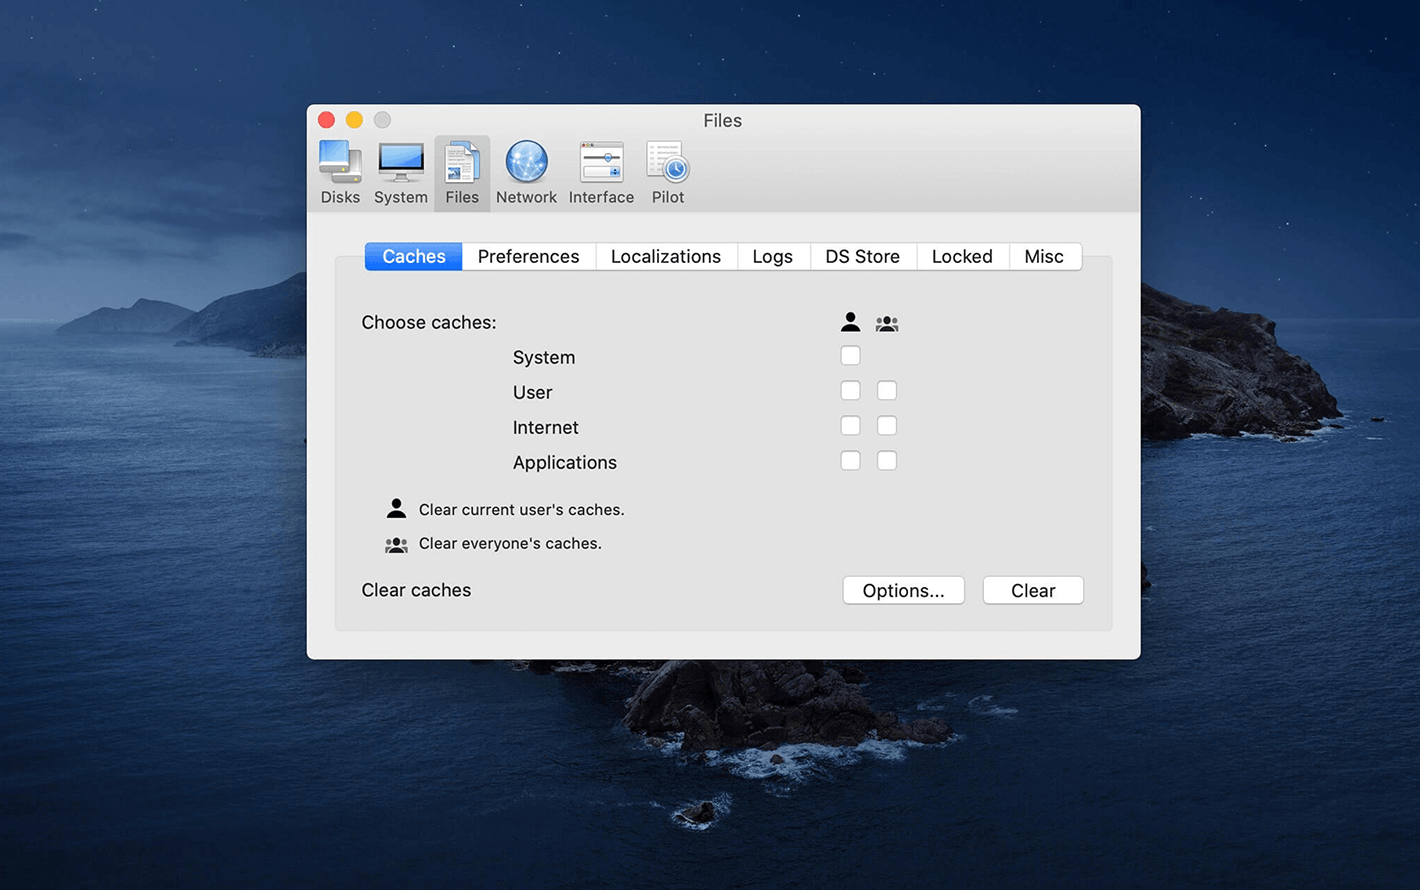 Files
Disks System Files Network Interface Pilot
Caches Preferences Localizations Logs DS Store Locked Misc
Choose caches:
System
User
Internet
Applications
Clear current user's caches.
Clear everyone's caches.
Clear caches Options... Clear